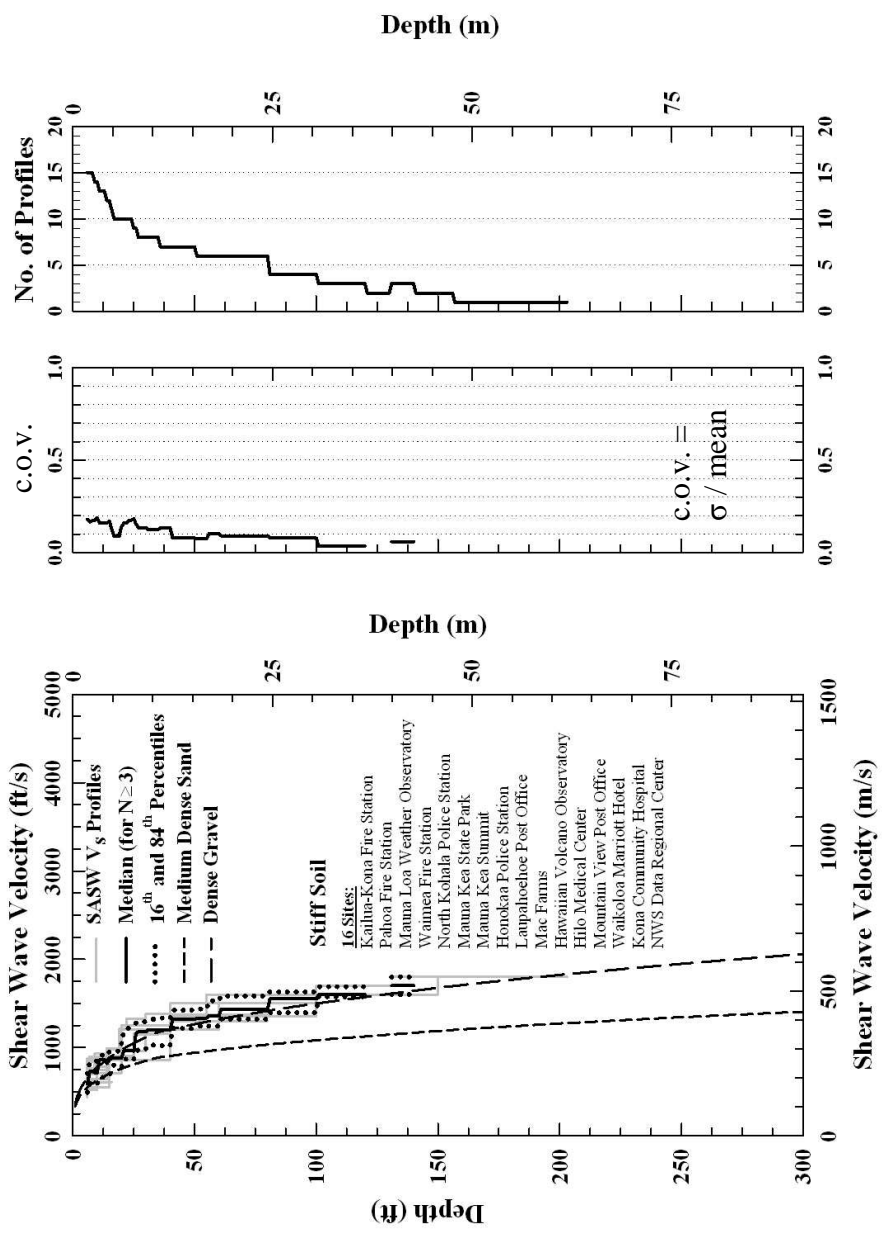 Shear Wave Velocity (ft/s)
0 1000 2000 3000 4000 5000
Depth (ft)
0
50
100
150
200
250
300
SASW Vs Profiles
Median (for N≥3)
16th and 84th Percentiles
Medium Dense Sand
Dense Gravel
Stiff Soil
16 Sites:
Kailua-Kona Fire Station
Pahoa Fire Station
Mauna Loa Weather Observatory
Waimea Fire Station
North Kohala Police Station
Mauna Kea State Park
Mauna Kea Summit
Honokaa Police Station
Laupahoehoe Post Office
Mac Farms
Hawaiian Volcano Observatory
Hilo Medical Center
Mountain View Post Office
Waikoloa Marriott Hotel
Kona Community Hospital
NWS Data Regional Center
0 500 1000 1500
Shear Wave Velocity (m/s)
0
25
50
75
Depth (m)
c.o.v.
0.0 0.5 1.0
c.o.v. =
σ / mean
0.0 0.5 1.0
No. of Profiles
0 5 10 15 20
0 5 10 15 20
0
25
50
75
Depth (m)